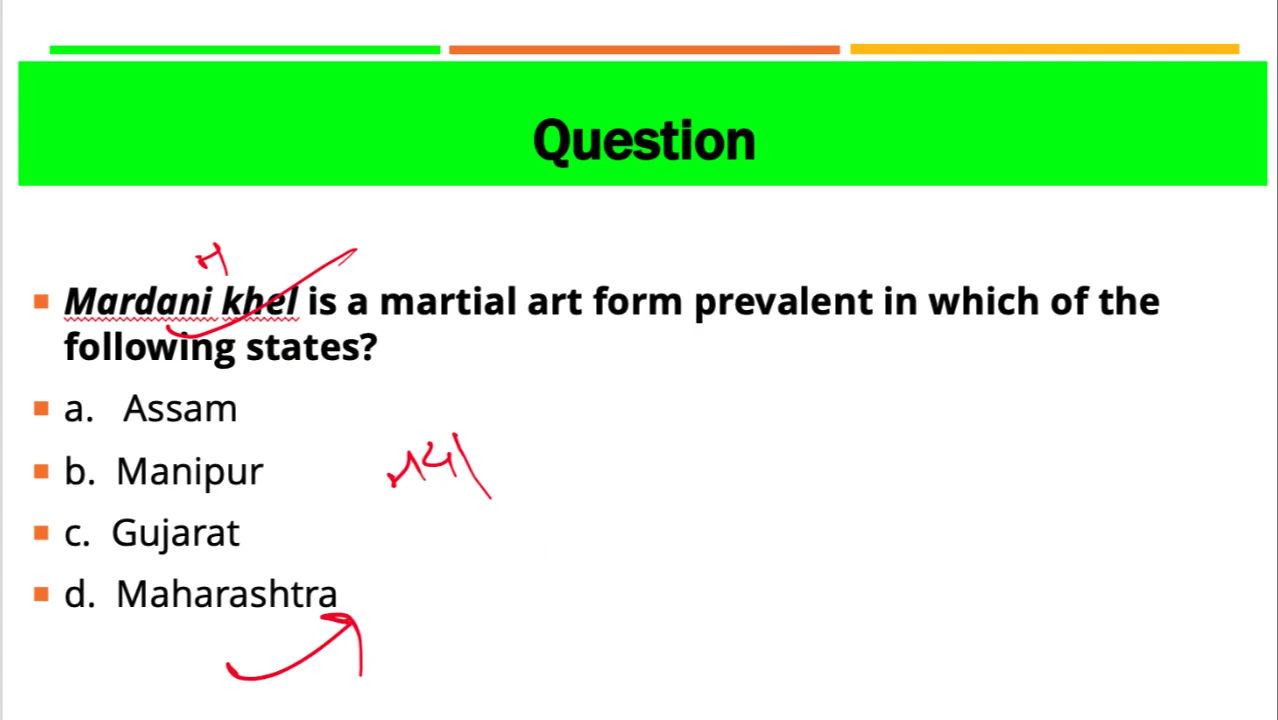 Question
Mardani khel is a martial art form prevalent in which of the
following states?
a. Assam
b. Manipur
c. Gujarat
d. Maharashtra